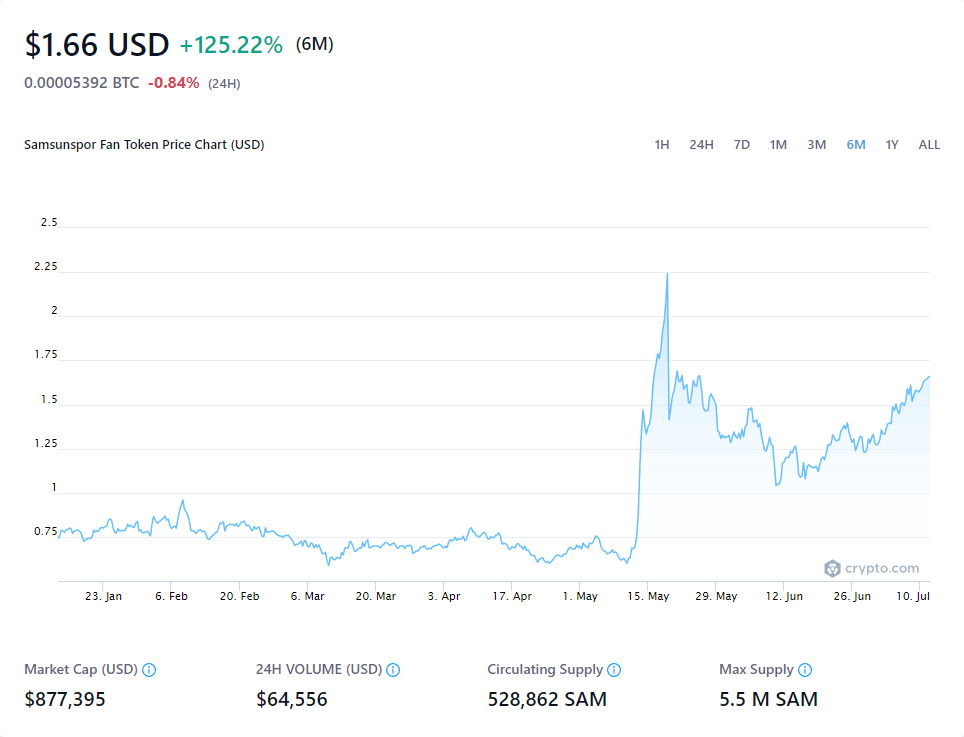 $1.66 USD +125.22% (6M)
0.00005392 BTC -0.84% (24H)
Samsunspor Fan Token Price Chart (USD) 1H 24H 7D 1M 3M 6M 1Y ALL
2.5
2.25
2
1.75
1.5
1.25
1
0.75
crypto.com
23. Jan 6. Feb 20. Feb 6. Mar 20. Mar 3. Apr 17. Apr 1. May 15. May 29. May 12. Jun 26. Jun 10. Jul
Market Cap (USD) 24H VOLUME (USD) Circulating Supply Max Supply
$877,395 $64,556 528,862 SAM 5.5 M SAM